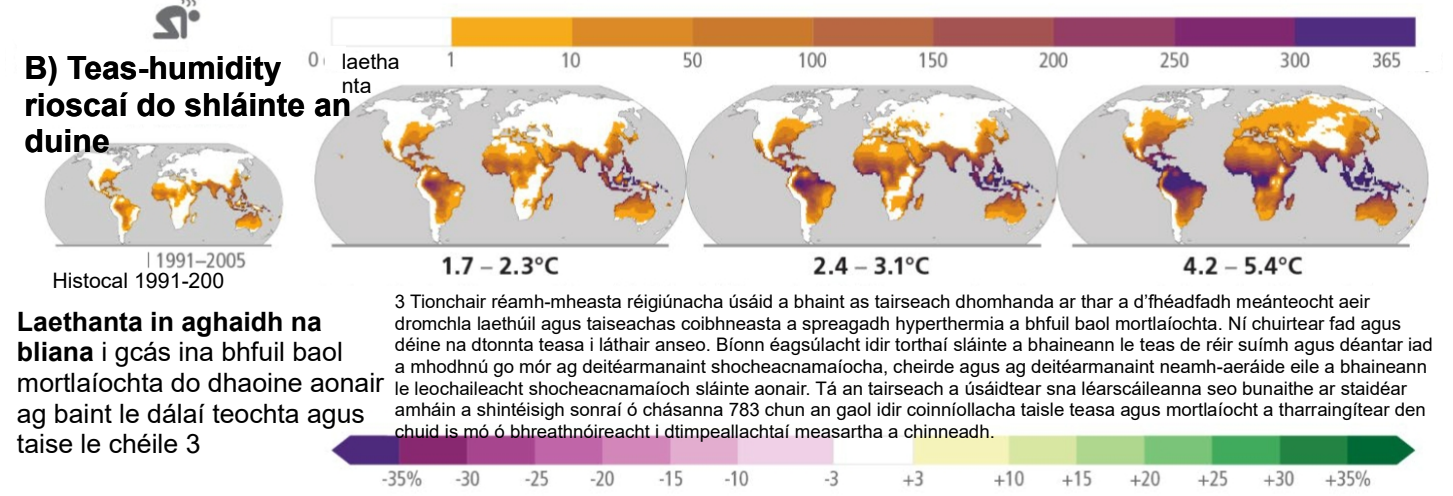 B) Teas-humidity
rioscaí do shláinte an
duine
0 laetha
nta
1 10 50 100 150 200 250 300 365
1991–2005
Histocal 1991-200
1.7 – 2.3°C
2.4 – 3.1°C
4.2 – 5.4°C
Laethanta in aghaidh na
bliana i gcás ina bhfuil baol
mortlaíochta do dhaoine aonair
ag baint le dálaí teochta agus
taise le chéile 3
3 Tionchair réamh-mheasta réigiúnacha úsáid a bhaint as tairseach dhomhanda ar thar a d’fhéadfadh meánteocht aeir
dromchla laethúil agus taiseachas coibhneasta a spreagadh hyperthermia a bhfuil baol mortlaíochta. Ní chuirtear fad agus
déine na dtonnta teasa i láthair anseo. Bíonn éagsúlacht idir torthaí sláinte a bhaineann le teas de réir suímh agus déantar iad
a mhodhnú go mór ag deitéarmanaint shocheacnamaíocha, cheirde agus ag deitéarmanaint neamh-aeráide eile a bhaineann
le leochaileacht shocheacnamaíoch sláinte aonair. Tá an tairseach a úsáidtear sna léarscáileanna seo bunaithe ar staidéar
amháin a shintéisigh sonraí ó chásanna 783 chun an gaol idir coinníollacha taisle teasa agus mortlaíocht a tharraingítear den
chuid is mó ó bhreathnóireacht i dtimpeallachtaí measartha a chinneadh.
-35% -30 -25 -20 -15 -10 -3 +3 +10 +15 +20 +25 +30 +35%